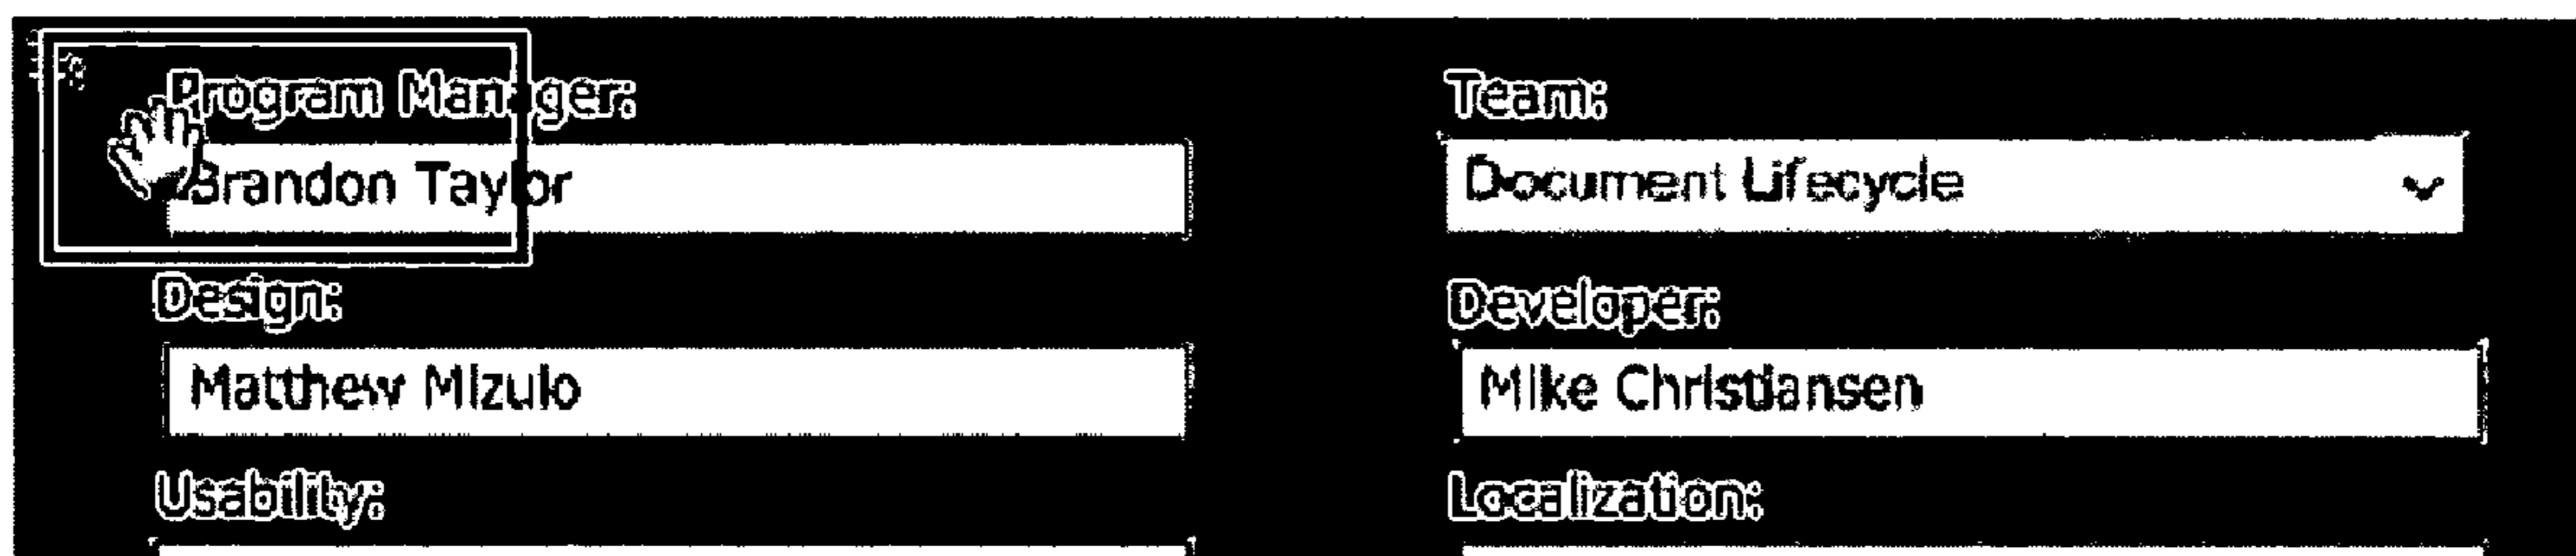 Program Manager:
Team:
Brandon Taylor
Document Lifecycle
Design:
Developer:
Matthew Mizulo
Mike Christiansen
Usability:
Localization: